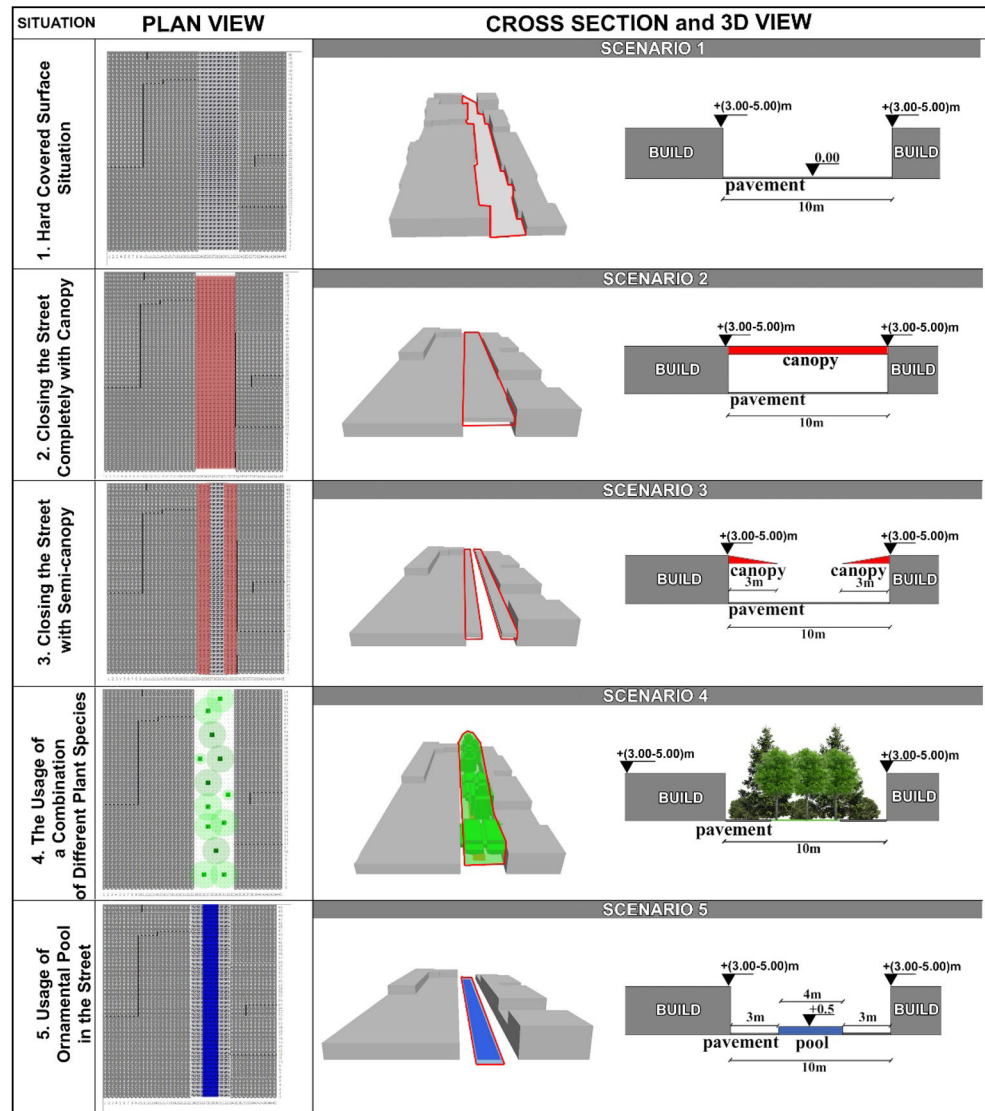 SITUATION
PLAN VIEW
CROSS SECTION and 3D VIEW
1. Hard Covered Surface
Situation
SCENARIO 1
+(3.00-5.00)m
+(3.00-5.00)m
BUILD
BUILD
0.00
pavement
10m
2. Closing the Street
Completely with Canopy
SCENARIO 2
+(3.00-5.00)m
+(3.00-5.00)m
BUILD
canopy
BUILD
pavement
10m
3. Closing the Street
with Semi-canopy
SCENARIO 3
+(3.00-5.00)m
+(3.00-5.00)m
BUILD
canopy
canopy
BUILD
3m
3m
pavement
10m
4. The Usage of
a Combination
of Different Plant Species
SCENARIO 4
+(3.00-5.00)m
+(3.00-5.00)m
BUILD
BUILD
pavement
10m
5. Usage of
Ornamental Pool
in the Street
SCENARIO 5
+(3.00-5.00)m
+(3.00-5.00)m
BUILD
4m
BUILD
3m
+0.5
3m
pavement
pool
10m